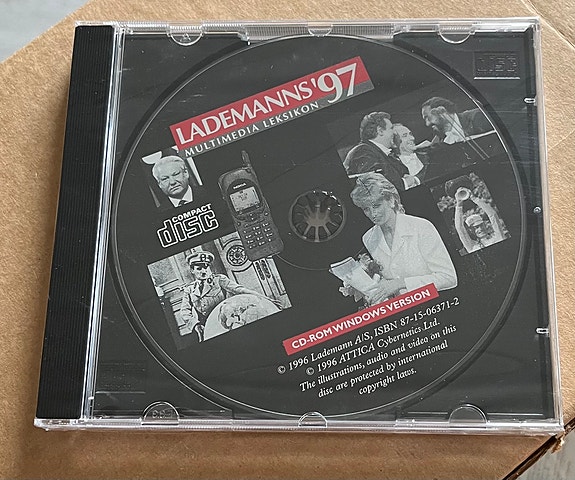 LADEMANNS'97
MULTIMEDIA LEKSIKON
COMPACT
disc
NOKIA
CD-ROM WINDOWS VERSION
© 1996 Lademann A/S, ISBN 87-15-06371-2
© 1996 ATTICA Cybernetics Ltd.
The illustrations, audio and video on this
disc are protected by international
copyright laws.